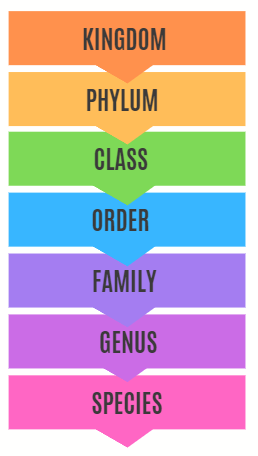 KINGDOM
PHYLUM
CLASS
ORDER
FAMILY
GENUS
SPECIES